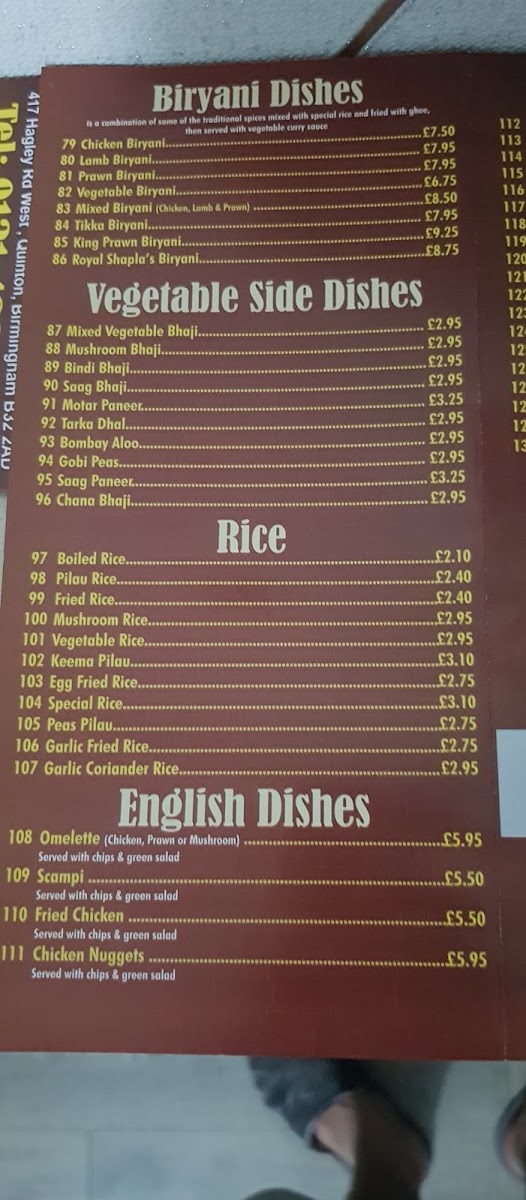 417 Hagley Rd West, Quinton, Birmingham B32 2AD
Tel: 0121
Biryani Dishes
is a combination of some of the traditional spices mixed with special rice and fried with ghee,
then served with vegetable curry sauce
79 Chicken Biryani £7.50
80 Lamb Biryani £7.95
81 Prawn Biryani £7.95
82 Vegetable Biryani £6.75
83 Mixed Biryani (Chicken, Lamb & Prawn) £8.50
84 Tikka Biryani £7.95
85 King Prawn Biryani £9.25
86 Royal Shapla's Biryani £8.75
Vegetable Side Dishes
87 Mixed Vegetable Bhaji £2.95
88 Mushroom Bhaji £2.95
89 Bindi Bhaji £2.95
90 Saag Bhaji £2.95
91 Motar Paneer £3.25
92 Tarka Dhal £2.95
93 Bombay Aloo £2.95
94 Gobi Peas £2.95
95 Saag Paneer £3.25
96 Chana Bhaji £2.95
Rice
97 Boiled Rice £2.10
98 Pilau Rice £2.40
99 Fried Rice £2.40
100 Mushroom Rice £2.95
101 Vegetable Rice £2.95
102 Keema Pilau £3.10
103 Egg Fried Rice £2.75
104 Special Rice £3.10
105 Peas Pilau £2.75
106 Garlic Fried Rice £2.75
107 Garlic Coriander Rice £2.95
English Dishes
108 Omelette (Chicken, Prawn or Mushroom) £5.95
Served with chips & green salad
109 Scampi £5.50
Served with chips & green salad
110 Fried Chicken £5.50
Served with chips & green salad
111 Chicken Nuggets £5.95
Served with chips & green salad
112
113
114
115
116
117
118
119
120
121